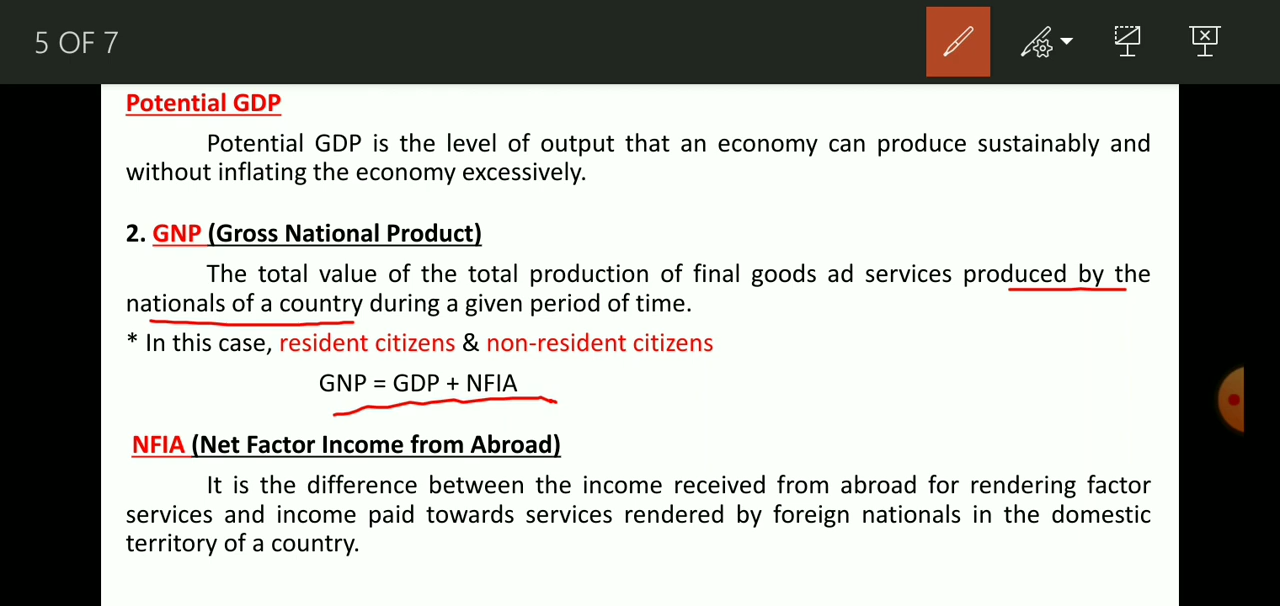 5 OF 7
Potential GDP
Potential GDP is the level of output that an economy can produce sustainably and
without inflating the economy excessively.
2. GNP (Gross National Product)
The total value of the total production of final goods ad services produced by the
nationals of a country during a given period of time.
* In this case, resident citizens & non-resident citizens
GNP = GDP + NFIA
NFIA (Net Factor Income from Abroad)
It is the difference between the income received from abroad for rendering factor
services and income paid towards services rendered by foreign nationals in the domestic
territory of a country.